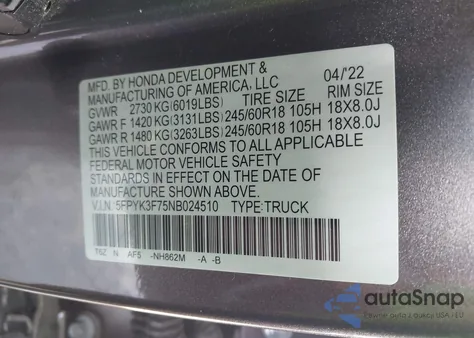 MFD. BY HONDA DEVELOPMENT &
MANUFACTURING OF AMERICA, LLC 04/'22
GVWR 2730 KG(6019LBS) TIRE SIZE RIM SIZE
GAWR F 1420 KG(3131LBS) 245/60R18 105H 18X8.0J
GAWR R 1480 KG(3263LBS) 245/60R18 105H 18X8.0J
THIS VEHICLE CONFORMS TO ALL APPLICABLE
FEDERAL MOTOR VEHICLE SAFETY
STANDARDS IN EFFECT ON THE DATE OF
MANUFACTURE SHOWN ABOVE.
V.I.N. 5FPYK3F75NB024510 TYPE:TRUCK
T6Z N AF5 -NH862M -A -B
autoSnap